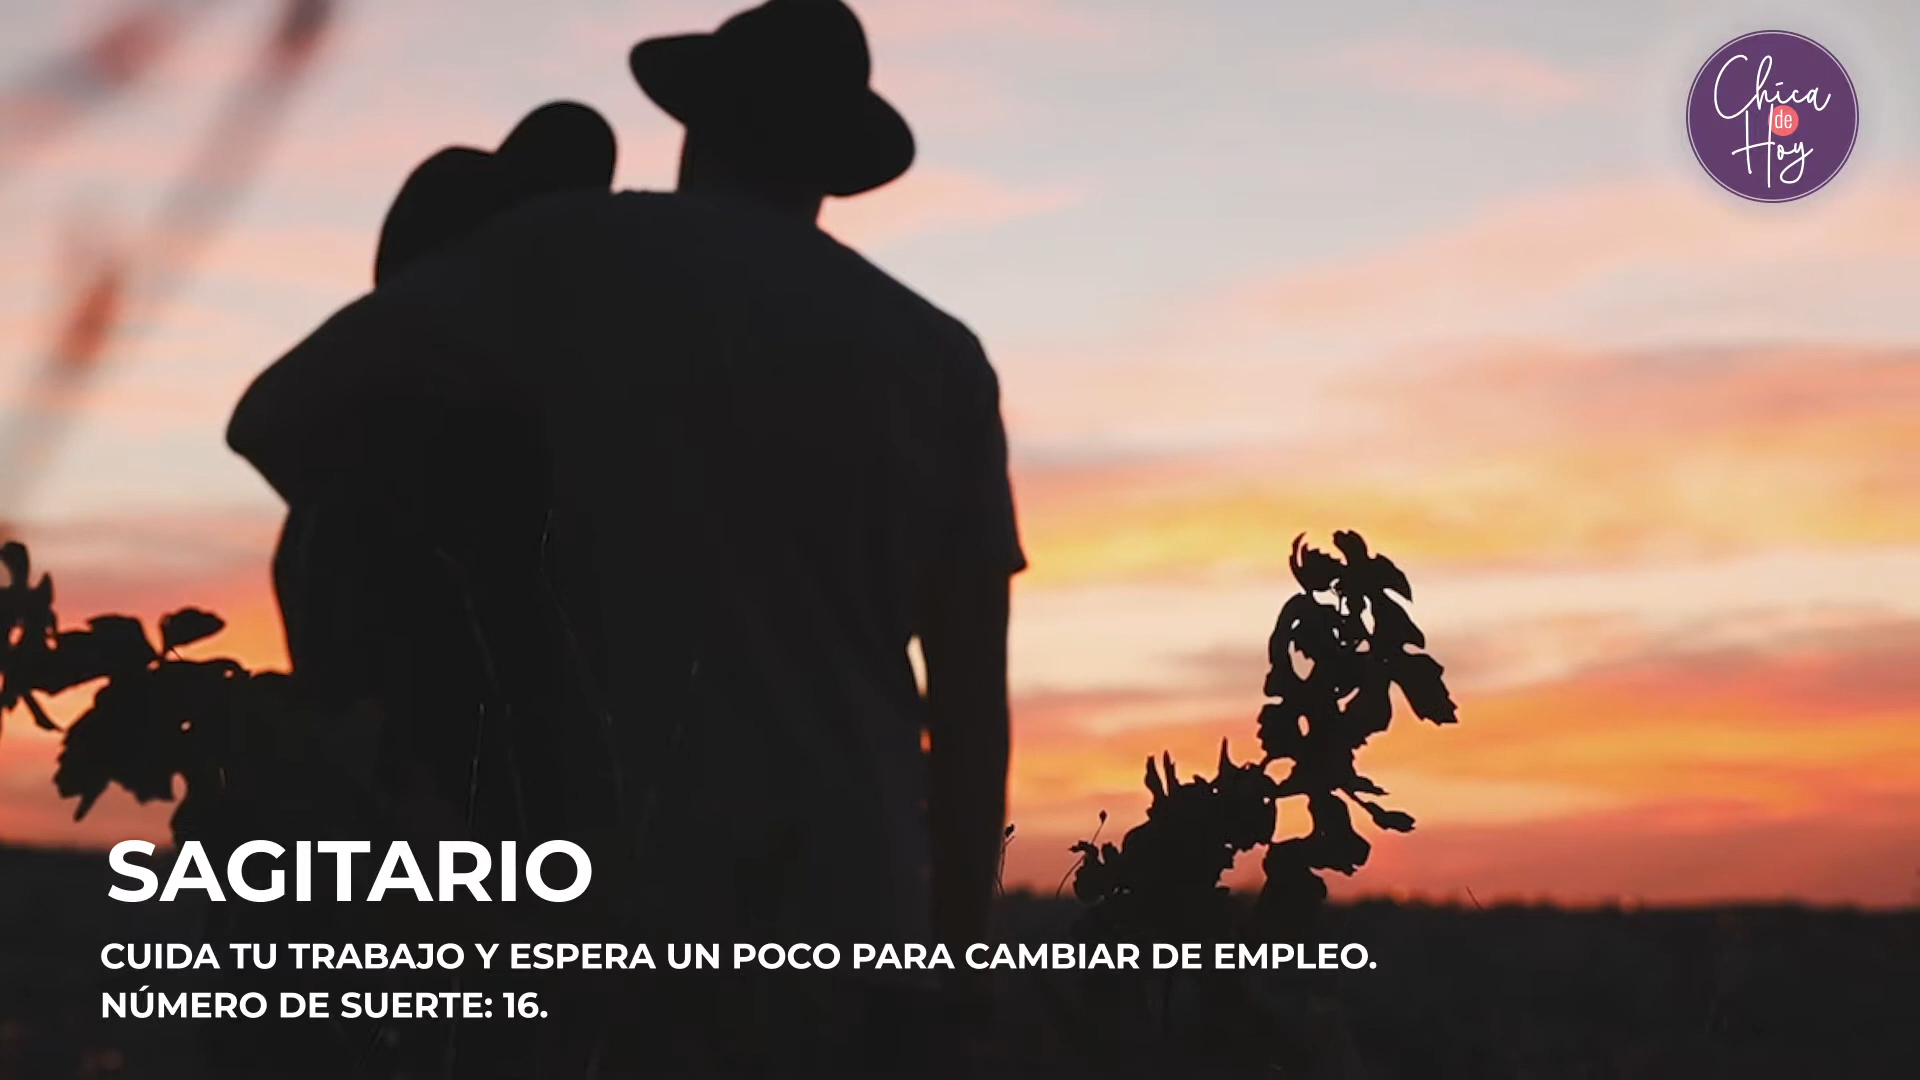 Chica
de
Hoy
SAGITARIO
CUIDA TU TRABAJO Y ESPERA UN POCO PARA CAMBIAR DE EMPLEO.
NÚMERO DE SUERTE: 16.